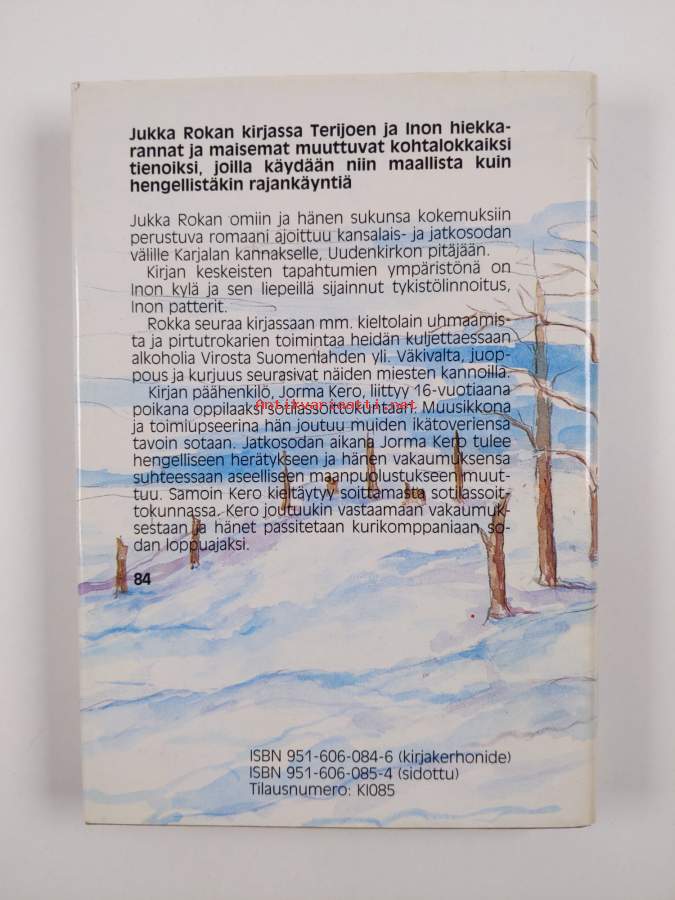 Jukka Rokan kirjassa Terijoen ja Inon hiekka-
rannat ja maisemat muuttuvat kohtalokkaiksi
tienoiksi, joilla käydään niin maallista kuin
hengellistäkin rajankäyntiä
Jukka Rokan omiin ja hänen sukunsa kokemuksiin
perustuva romaani ajoittuu kansalais- ja jatkosodan
välille Karjalan kannakselle, Uudenkirkon pitäjään.
Kirjan keskeisten tapahtumien ympäristönä on
Inon kylä ja sen liepeillä sijainnut tykistölinnoitus,
Inon patterit.
Rokka seuraa kirjassaan mm. kieltolain uhmaamis-
ta ja pirtutrokarien toimintaa heidän kuljettaessaan
alkoholia Virosta Suomenlahden yli. Väkivalta, juop-
pous ja kurjuus seurasivat näiden miesten kannoilla.
Kirjan päähenkilö, Jorma Kero, liittyy 16-vuotiaana
poikana oppilaaksi sotilassoittokuntaan. Muusikkona
antikvariaatti.net
ja toimiupseerina hän joutuu muiden ikätoveriensa
tavoin sotaan. Jatkosodan aikana Jorma Kero tulee
hengelliseen herätykseen ja hänen vakaumuksensa
suhteessaan aseelliseen maanpuolustukseen muut-
tuu. Samoin Kero kieltäytyy soittamasta sotilassoit-
tokunnassa. Kero joutuukin vastaamaan vakaumuk-
sestaan ja hänet passitetaan kurikomppaniaan so-
dan loppuajaksi.
84
ISBN 951-606-084-6 (kirjakerhonide)
ISBN 951-606-085-4 (sidottu)
Tilausnumero: KI085